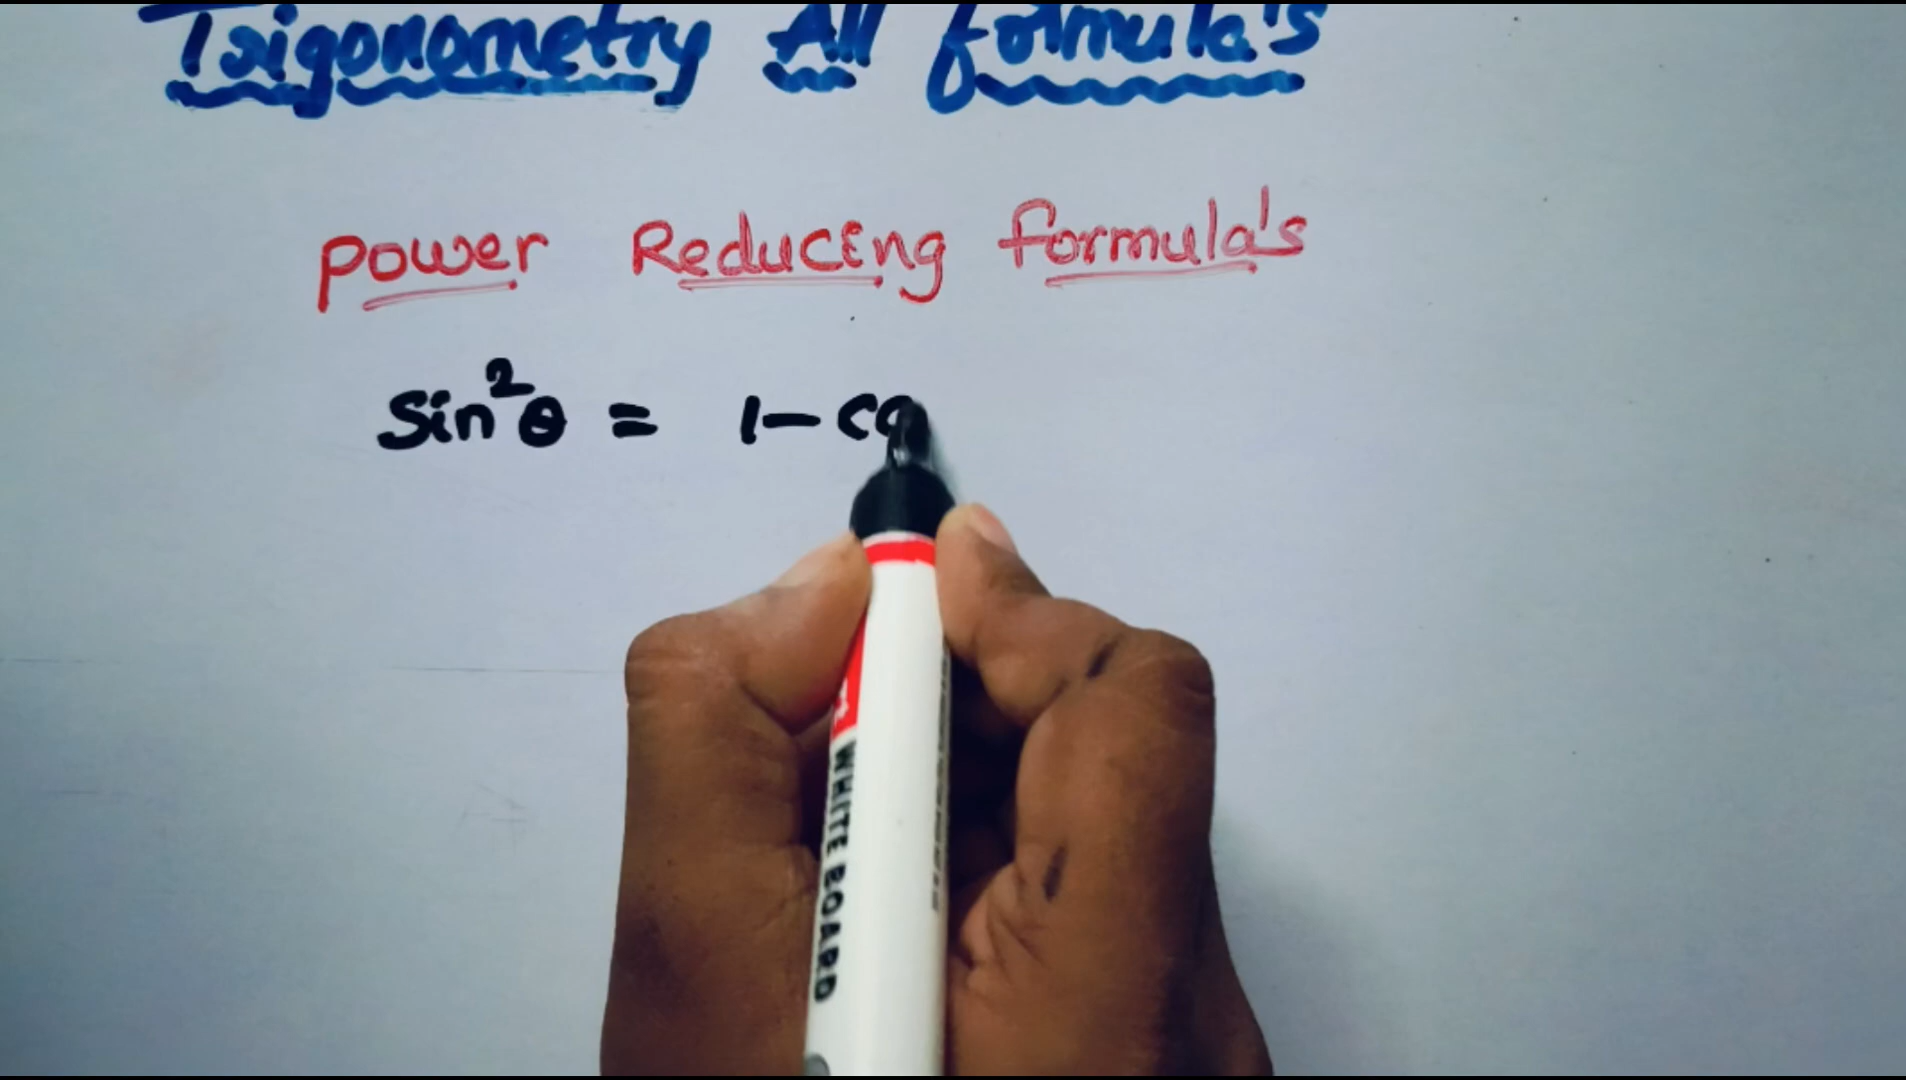 Trigonometry All formula's
Power Reducing formula's
Sin²θ = 1 - co
WHITE BOARD